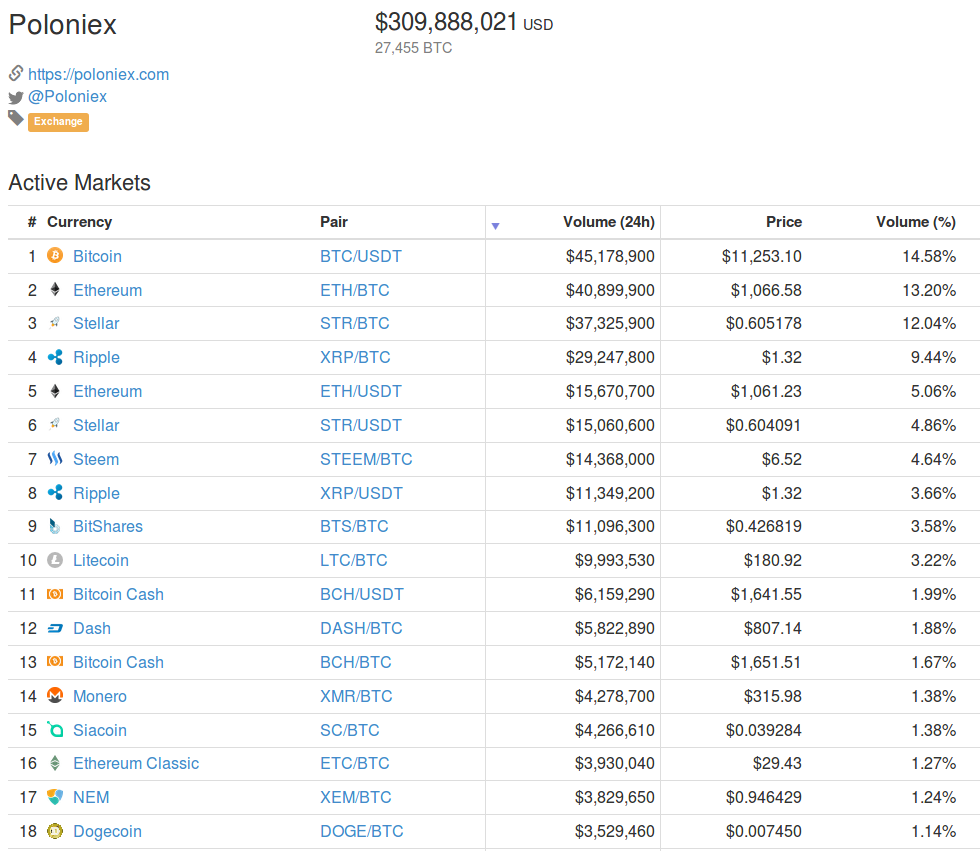 Poloniex
$309,888,021 USD
27,455 BTC
https://poloniex.com
@Poloniex
Exchange
Active Markets
# Currency Pair Volume (24h) Price Volume (%)
1 Bitcoin BTC/USDT $45,178,900 $11,253.10 14.58%
2 Ethereum ETH/BTC $40,899,900 $1,066.58 13.20%
3 Stellar STR/BTC $37,325,900 $0.605178 12.04%
4 Ripple XRP/BTC $29,247,800 $1.32 9.44%
5 Ethereum ETH/USDT $15,670,700 $1,061.23 5.06%
6 Stellar STR/USDT $15,060,600 $0.604091 4.86%
7 Steem STEEM/BTC $14,368,000 $6.52 4.64%
8 Ripple XRP/USDT $11,349,200 $1.32 3.66%
9 BitShares BTS/BTC $11,096,300 $0.426819 3.58%
10 Litecoin LTC/BTC $9,993,530 $180.92 3.22%
11 Bitcoin Cash BCH/USDT $6,159,290 $1,641.55 1.99%
12 Dash DASH/BTC $5,822,890 $807.14 1.88%
13 Bitcoin Cash BCH/BTC $5,172,140 $1,651.51 1.67%
14 Monero XMR/BTC $4,278,700 $315.98 1.38%
15 Siacoin SC/BTC $4,266,610 $0.039284 1.38%
16 Ethereum Classic ETC/BTC $3,930,040 $29.43 1.27%
17 NEM XEM/BTC $3,829,650 $0.946429 1.24%
18 Dogecoin DOGE/BTC $3,529,460 $0.007450 1.14%